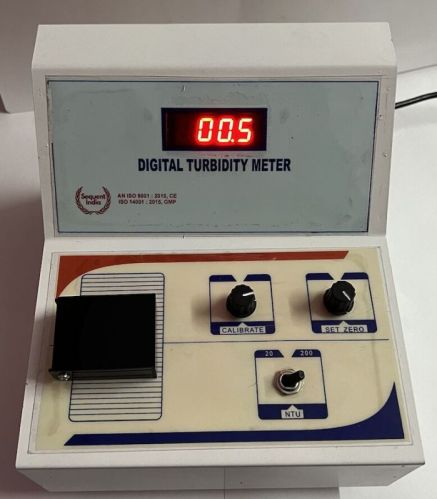 00.5
DIGITAL TURBIDITY METER
Sequent
India
AN ISO 9001 : 2015, CE
ISO 14001 : 2015, GMP
CALIBRATE
SET ZERO
20 200
NTU